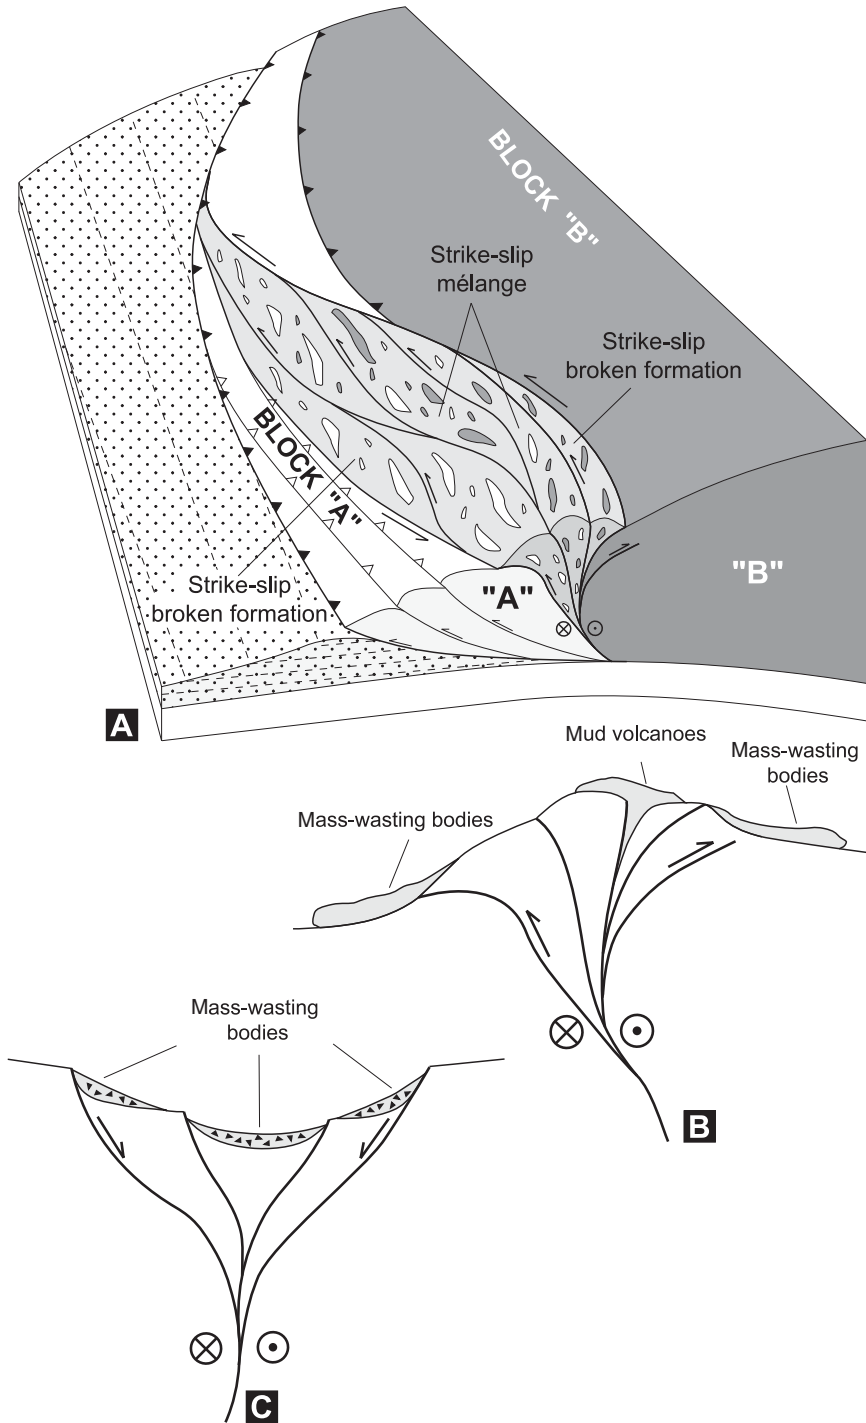 BLOCK "B"
Strike-slip
mélange
Strike-slip
broken formation
BLOCK "A"
"B"
"A"
Strike-slip
broken formation
A
Mud volcanoes
Mass-wasting
bodies
Mass-wasting bodies
Mass-wasting
bodies
B
C